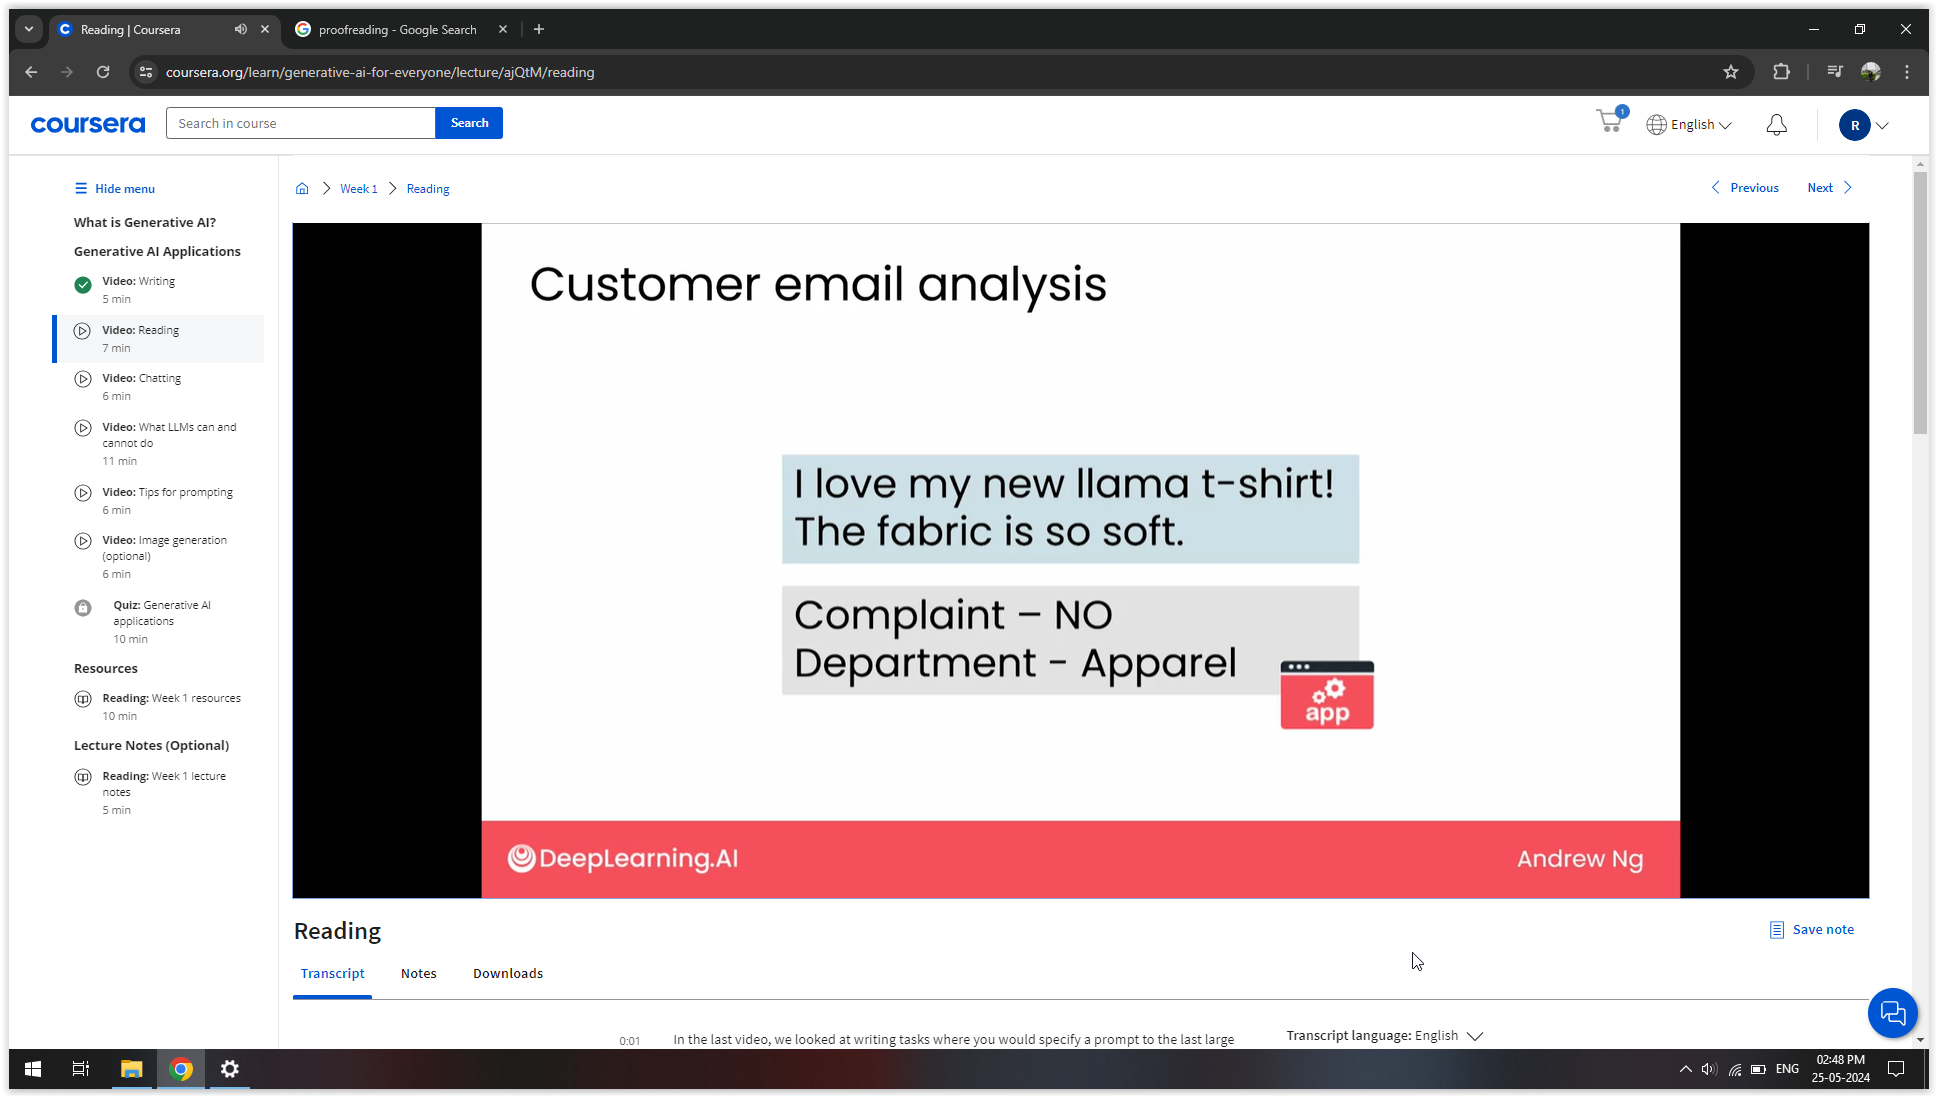 Reading | Coursera
proofreading - Google Search
coursera.org/learn/generative-ai-for-everyone/lecture/ajQtM/reading
coursera
Search in course
Search
1
English
R
Hide menu
What is Generative AI?
Generative AI Applications
Video: Writing
5 min
Video: Reading
7 min
Video: Chatting
6 min
Video: What LLMs can and
cannot do
11 min
Video: Tips for prompting
6 min
Video: Image generation
(optional)
6 min
Quiz: Generative AI
applications
10 min
Resources
Reading: Week 1 resources
10 min
Lecture Notes (Optional)
Reading: Week 1 lecture
notes
5 min
Week 1
Reading
Previous
Next
Customer email analysis
I love my new llama t-shirt!
The fabric is so soft.
Complaint – NO
Department - Apparel
app
DeepLearning.AI
Andrew Ng
Reading
Save note
Transcript
Notes
Downloads
0:01
In the last video, we looked at writing tasks where you would specify a prompt to the last large
Transcript language: English
ENG
02:48 PM
25-05-2024